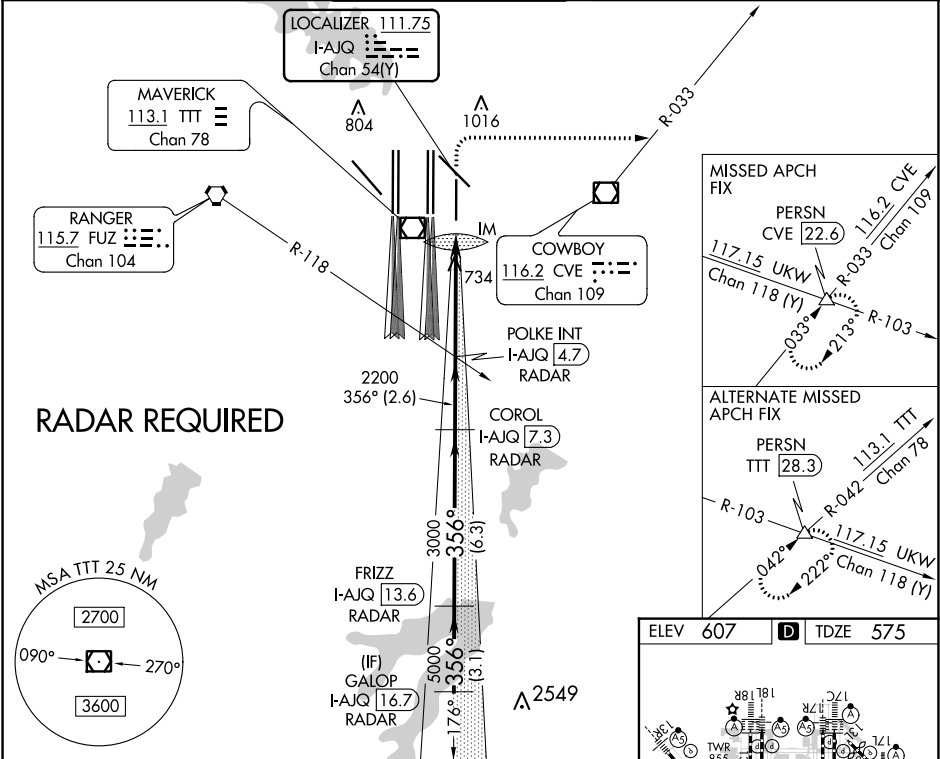 LOCALIZER 111.75
I-AJQ
Chan 54(Y)
MAVERICK
113.1 TTT
Chan 78
804
1016
R-033
RANGER
115.7 FUZ
Chan 104
R-118
IM
734
COWBOY
116.2 CVE
Chan 109
POLKE INT
I-AJQ 4.7
RADAR
2200
356° (2.6)
COROL
I-AJQ 7.3
RADAR
RADAR REQUIRED
3000
356°
(6.3)
FRIZZ
I-AJQ 13.6
RADAR
5000
356°
(3.1)
(IF)
GALOP
I-AJQ 16.7
RADAR
176°
2549
MSA TTT 25 NM
2700
090°
270°
3600
MISSED APCH
FIX
PERSN
CVE 22.6
116.2 CVE
Chan 109
R-033
117.15 UKW
Chan 118 (Y)
R-103
033°
213°
ALTERNATE MISSED
APCH FIX
PERSN
TTT 28.3
113.1 TTT
Chan 78
R-042
R-103
117.15 UKW
Chan 118 (Y)
042°
222°
ELEV 607 D TDZE 575
18R
18L
17R
17C
17L
13R
A
A5
A5
A
A5
A
P
P
P
TWR
855